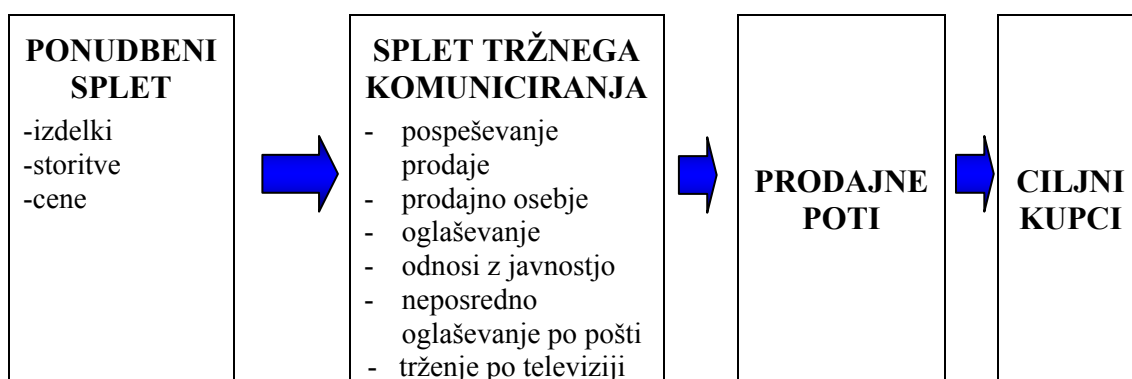 PONUDBENI
SPLET
-izdelki
-storitve
-cene
SPLET TRŽNEGA
KOMUNICIRANJA
- pospeševanje
prodaje
- prodajno osebje
- oglaševanje
- odnosi z javnostjo
- neposredno
oglaševanje po pošti
- trženje po televiziji
PRODAJNE
POTI
CILJNI
KUPCI